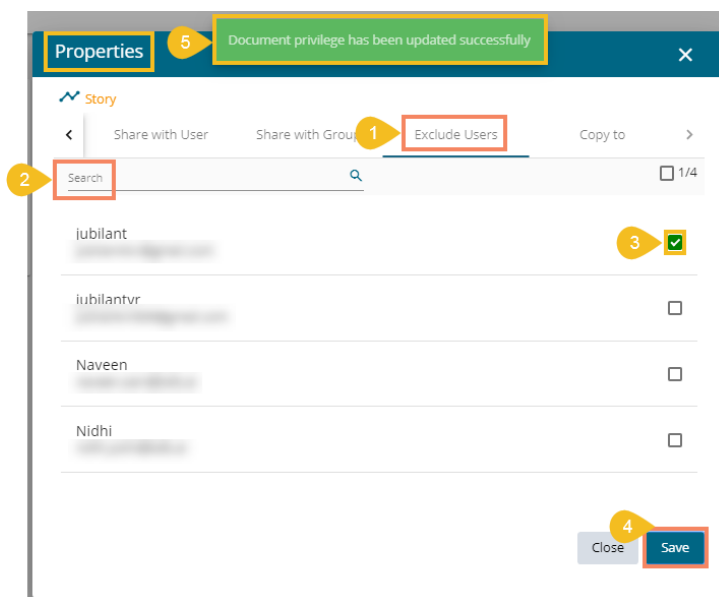 5
Document privilege has been updated successfully
Properties
Story
Share with User
Share with Group
1
Exclude Users
Copy to
2
Search
1/4
jubilant
3
jubilantvr
Naveen
Nidhi
4
Close
Save